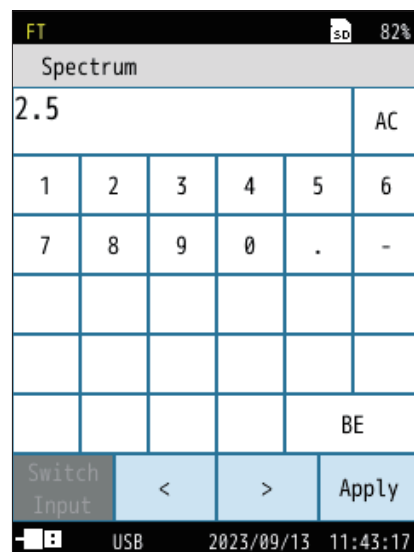 FT SD 82%
Spectrum
2.5 AC
1 2 3 4 5 6
7 8 9 0 . -
BE
Switch
Input < > Apply
USB 2023/09/13 11:43:17